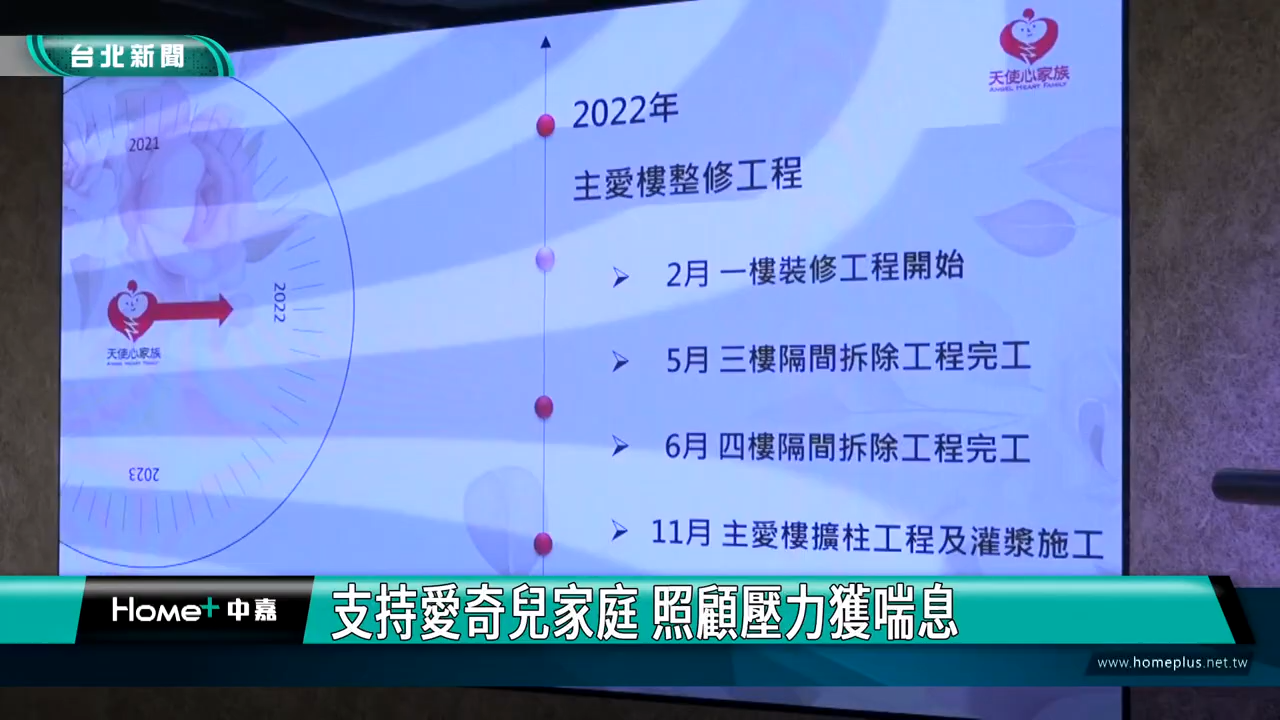 台北新聞
天使心家族
ANGEL HEART FAMILY
2021
2022
2023
天使心家族
ANGEL HEART FAMILY
2022年
主愛樓整修工程
➢ 2月 一樓裝修工程開始
➢ 5月 三樓隔間拆除工程完工
➢ 6月 四樓隔間拆除工程完工
➢ 11月 主愛樓擴柱工程及灌漿施工
Home+ 中嘉
支持愛奇兒家庭 照顧壓力獲喘息
www.homeplus.net.tw